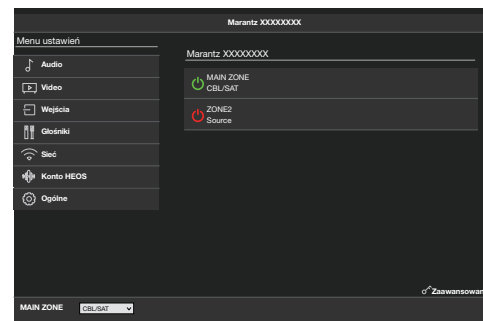 Marantz XXXXXXXX
Menu ustawień
Audio
Video
Wejścia
Głośniki
Sieć
Konto HEOS
Ogólne
Marantz XXXXXXXX
MAIN ZONE
CBL/SAT
ZONE2
Source
Zaawansowan
MAIN ZONE CBL/SAT